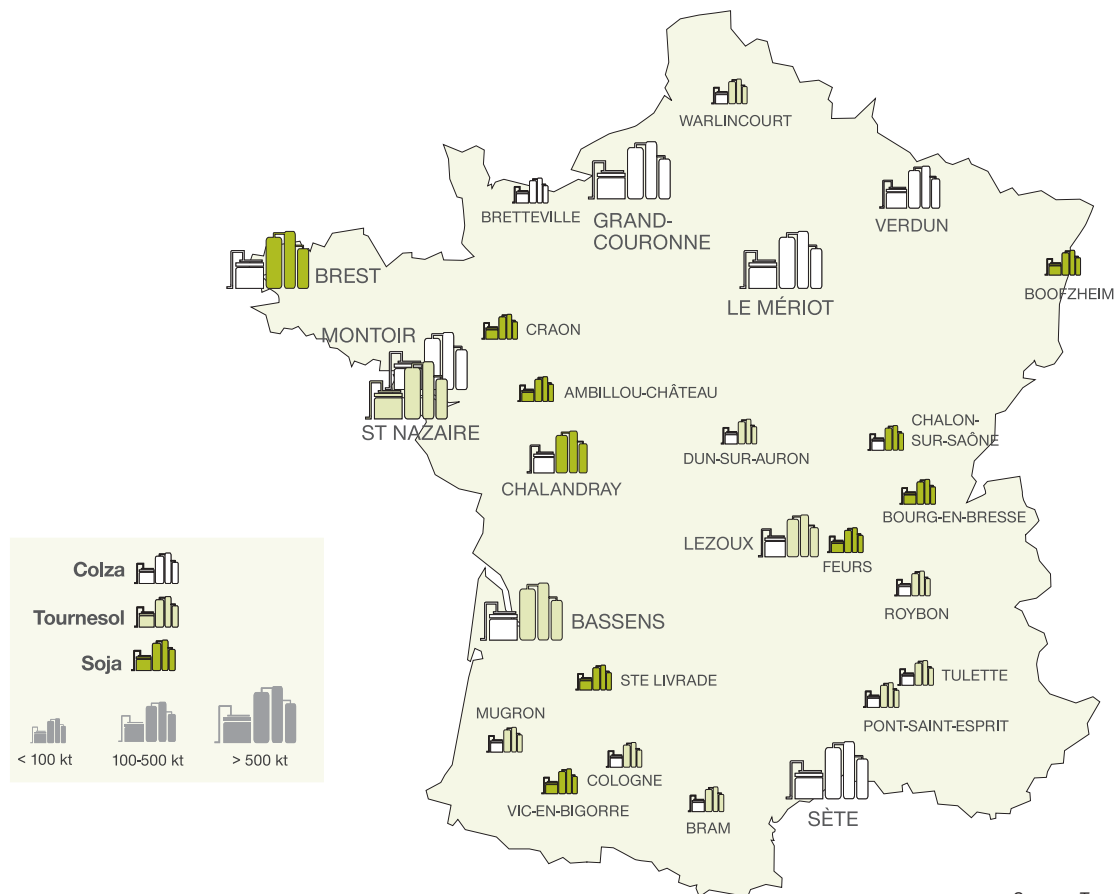 WARLINCOURT
BRETTEVILLE
GRAND-
COURONNE
VERDUN
BREST
LE MÉRIOT
BOOFZHEIM
MONTOIR
CRAON
ST NAZAIRE
AMBILLOU-CHÂTEAU
CHALANDRAY
DUN-SUR-AURON
CHALON-
SUR-SAÔNE
BOURG-EN-BRESSE
LEZOUX
FEURS
ROYBON
BASSENS
STE LIVRADE
TULETTE
PONT-SAINT-ESPRIT
MUGRON
COLOGNE
VIC-EN-BIGORRE
BRAM
SÈTE
Colza
Tournesol
Soja
< 100 kt
100-500 kt
> 500 kt